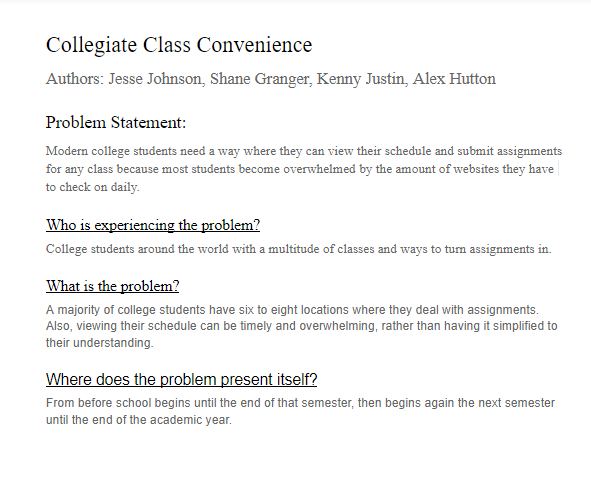 Collegiate Class Convenience
Authors: Jesse Johnson, Shane Granger, Kenny Justin, Alex Hutton
Problem Statement:
Modern college students need a way where they can view their schedule and submit assignments
for any class because most students become overwhelmed by the amount of websites they have
to check on daily.
Who is experiencing the problem?
College students around the world with a multitude of classes and ways to turn assignments in.
What is the problem?
A majority of college students have six to eight locations where they deal with assignments.
Also, viewing their schedule can be timely and overwhelming, rather than having it simplified to
their understanding.
Where does the problem present itself?
From before school begins until the end of that semester, then begins again the next semester
until the end of the academic year.